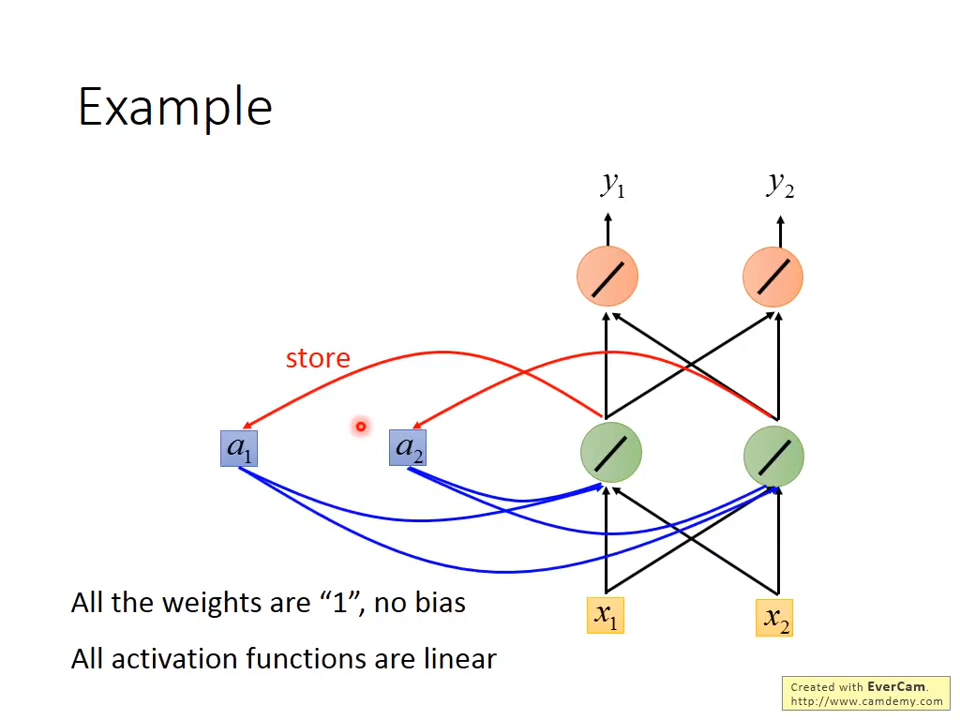 Example
y1 y2
store
a1 a2
All the weights are “1”, no bias
x1 x2
All activation functions are linear
Created with EverCam.
http://www.camdemy.com